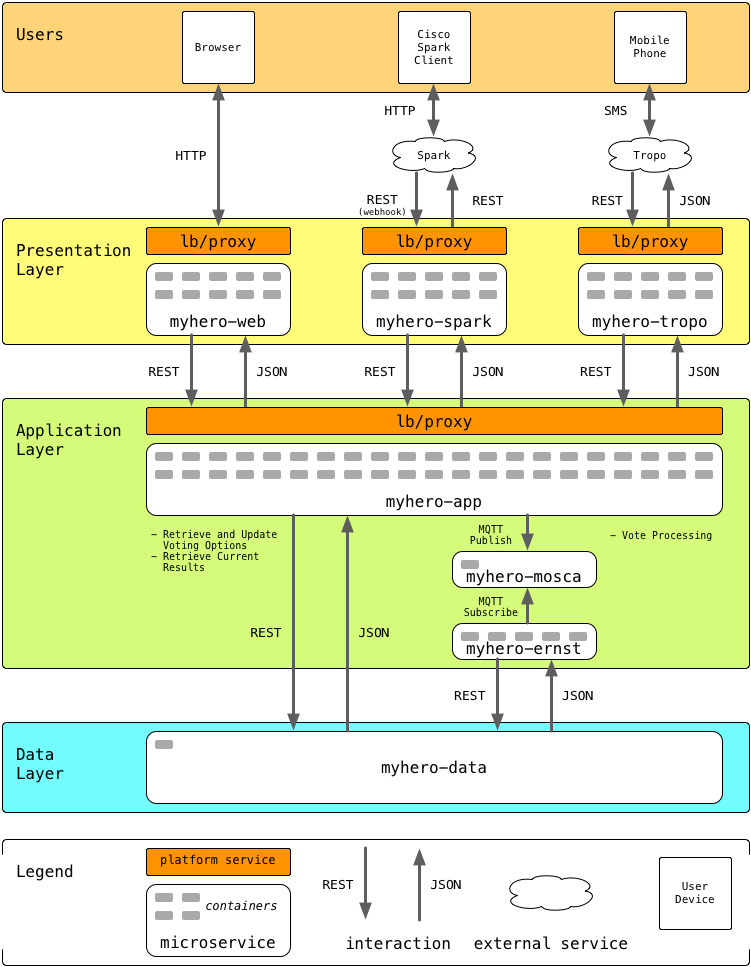 Users
Browser
Cisco
Spark
Client
Mobile
Phone
HTTP
SMS
HTTP
Spark
Tropo
REST
(webhook)
REST
REST
JSON
Presentation
Layer
lb/proxy
lb/proxy
lb/proxy
myhero-web
myhero-spark
myhero-tropo
REST
JSON
REST
JSON
REST
JSON
Application
Layer
lb/proxy
myhero-app
- Retrieve and Update
Voting Options
- Retrieve Current
Results
MQTT
Publish
- Vote Processing
myhero-mosca
MQTT
Subscribe
REST
JSON
myhero-ernst
REST
JSON
Data
Layer
myhero-data
Legend
platform service
containers
microservice
REST
JSON
interaction
external service
User
Device